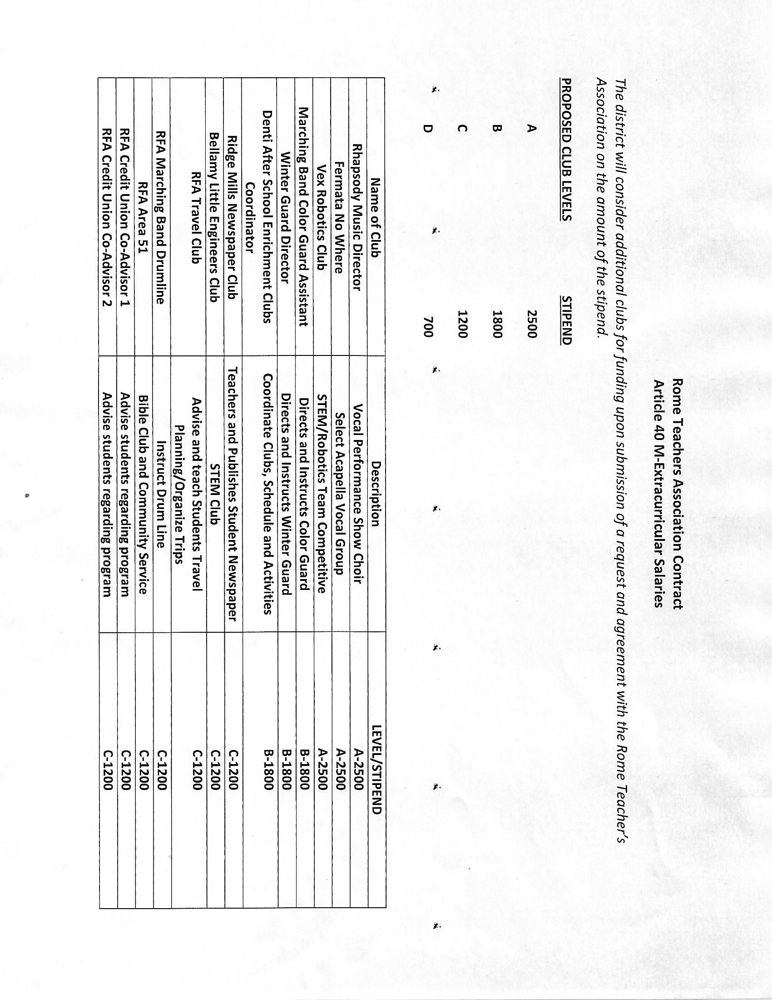 Rome Teachers Association Contract
Article 40 M-Extracurricular Salaries
The district will consider additional clubs for funding upon submission of a request and agreement with the Rome Teacher's
Association on the amount of the stipend.
PROPOSED CLUB LEVELS STIPEND
A 2500
B 1800
C 1200
D 700
Name of Club Description LEVEL/STIPEND
Rhapsody Music Director Vocal Performance Show Choir A-2500
Fermata No Where Select Acapella Vocal Group A-2500
Vex Robotics Club STEM/Robotics Team Competitive A-2500
Marching Band Color Guard Assistant Directs and Instructs Color Guard B-1800
Winter Guard Director Directs and Instructs Winter Guard B-1800
Denti After School Enrichment Clubs Coordinate Clubs, Schedule and Activities B-1800
Coordinator
Ridge Mills Newspaper Club Teachers and Publishes Student Newspaper C-1200
Bellamy Little Engineers Club STEM Club C-1200
RFA Travel Club Advise and teach Students Travel C-1200
Planning/Organize Trips
RFA Marching Band Drumline Instruct Drum Line C-1200
RFA Area 51 Bible Club and Community Service C-1200
RFA Credit Union Co-Advisor 1 Advise students regarding program C-1200
RFA Credit Union Co-Advisor 2 Advise students regarding program C-1200